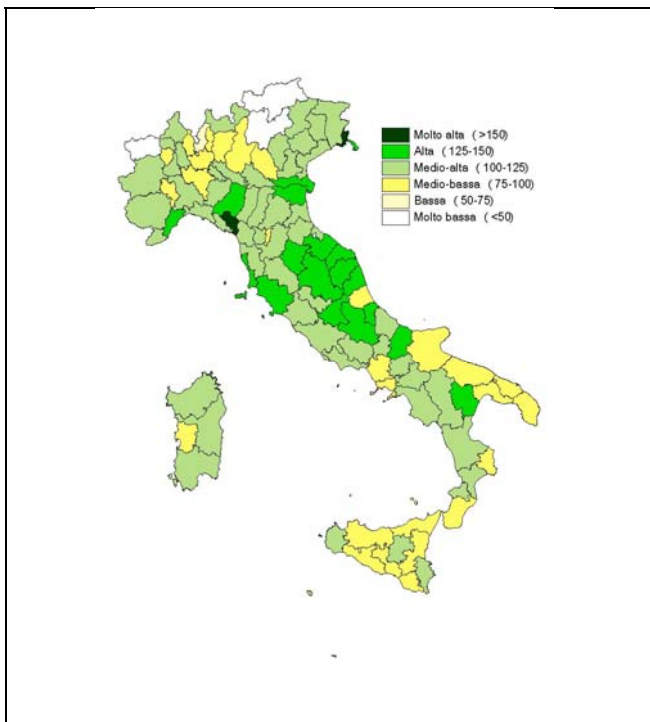 Molto alta (>150)
Alta (125-150)
Medio-alta (100-125)
Medio-bassa (75-100)
Bassa (50-75)
Molto bassa (<50)